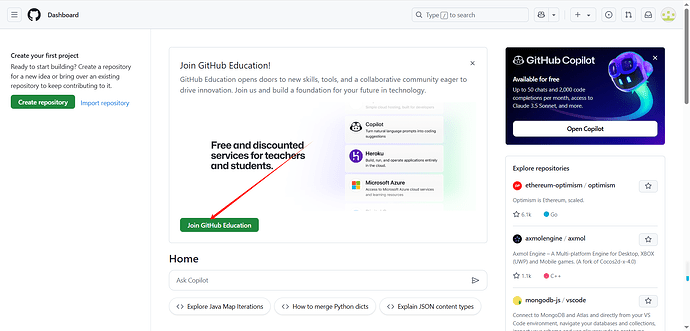 Dashboard
Type / to search
Create your first project
Ready to start building? Create a repository
for a new idea or bring over an existing
repository to keep contributing to it.
Create repository
Import repository
Join GitHub Education!
GitHub Education opens doors to new skills, tools, and a collaborative community eager to
drive innovation. Join us and build a foundation for your future in technology.
Free and discounted
services for teachers
and students.
Copilot
Turn natural language prompts into coding
suggestions
Heroku
Build, run, and operate applications entirely
in the cloud.
Microsoft Azure
Access to Microsoft Azure cloud services
and learning resources
Join GitHub Education
Home
Ask Copilot
Explore Java Map Iterations
How to merge Python dicts
Explain JSON content types
GitHub Copilot
Available for free
Up to 50 chats and 2,000 code
completions per month, access to
Claude 3.5 Sonnet, and more.
Open Copilot
Explore repositories
ethereum-optimism / optimism
Optimism is Ethereum, scaled.
6.1k
Go
axmolengine / axmol
Axmol Engine – A Multi-platform Engine for Desktop, XBOX
(UWP) and Mobile games. (A fork of Cocos2d-x-4.0)
1.1k
C++
mongodb-js / vscode
Connect to MongoDB and Atlas and directly from your VS
Code environment, navigate your databases and collections,